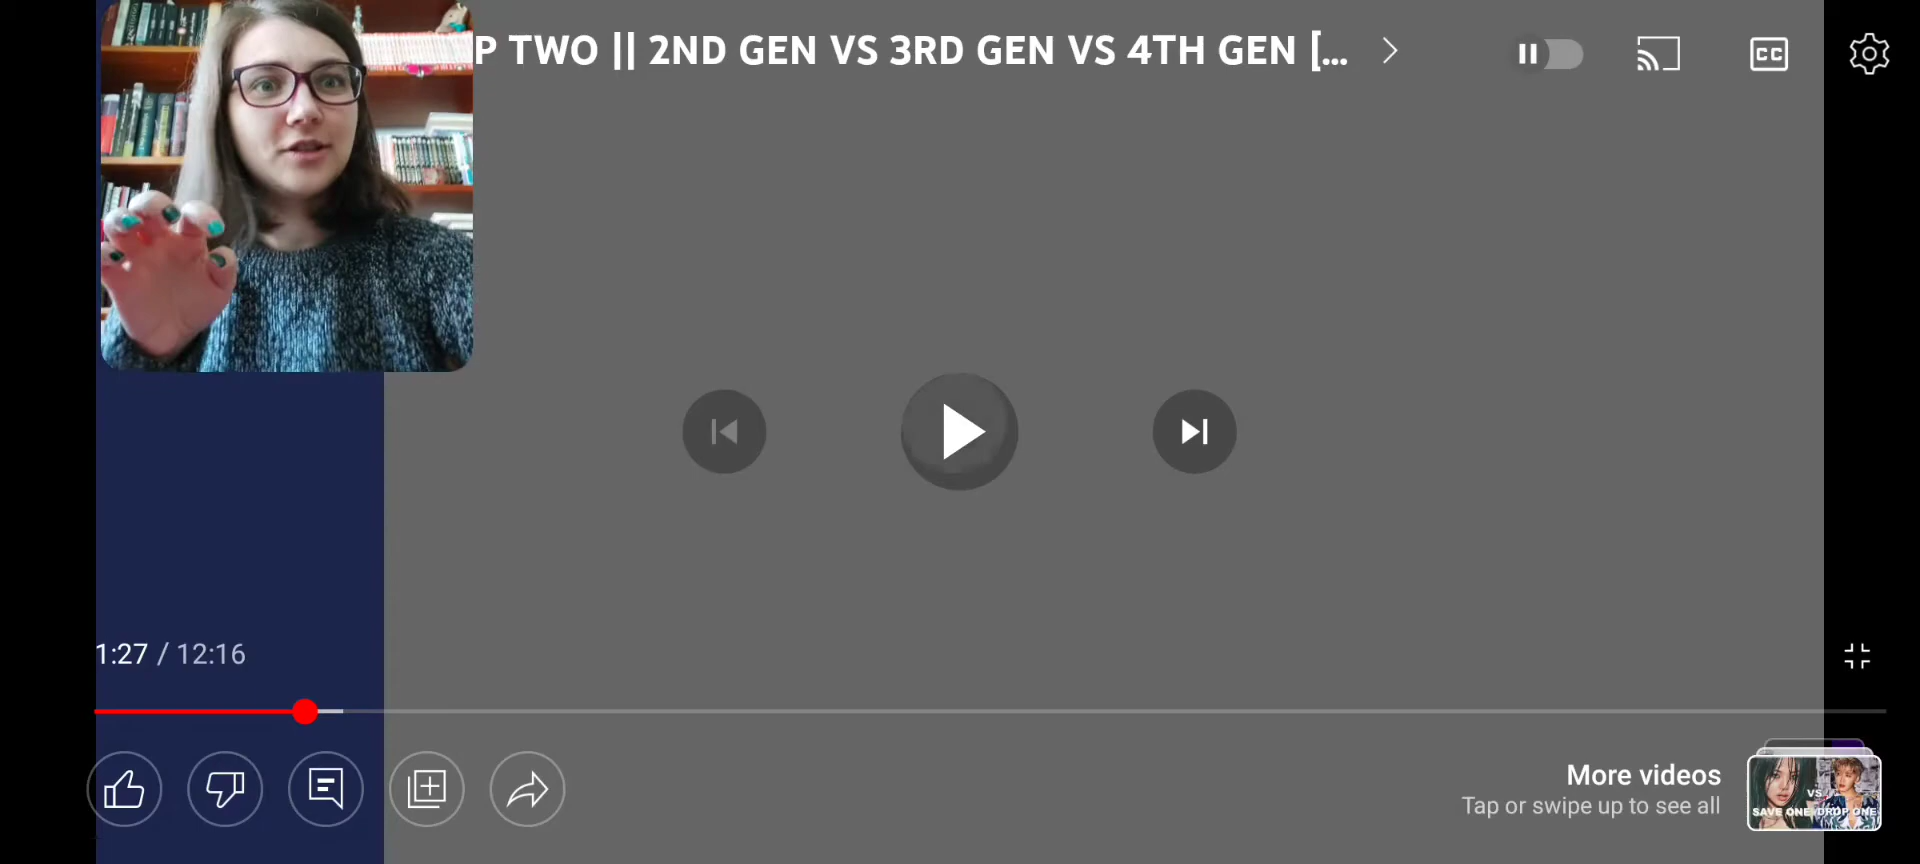 P TWO || 2ND GEN VS 3RD GEN VS 4TH GEN [...
CC
1:27 / 12:16
More videos
Tap or swipe up to see all
VS
SAVE ONE DROP ONE